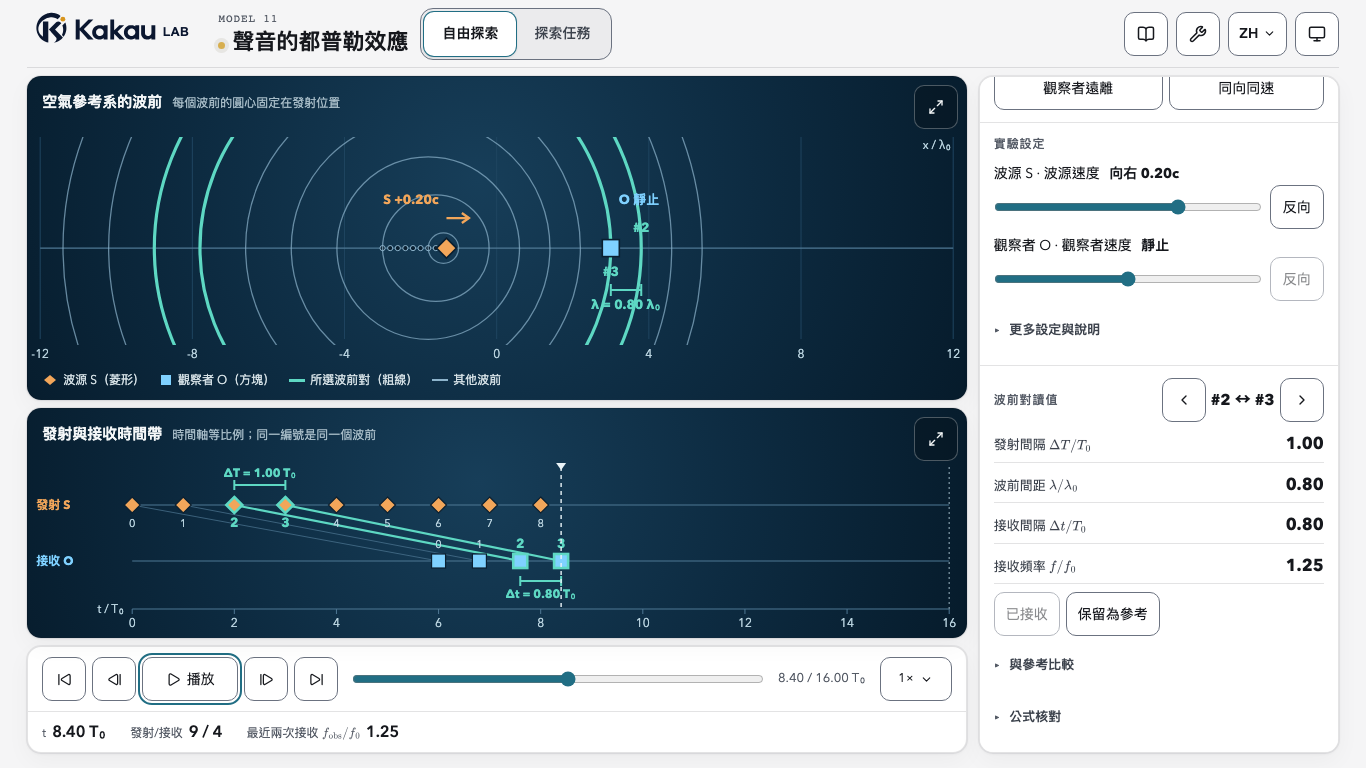 Kakau LAB
MODEL 11
聲音的都普勒效應
自由探索
探索任務
ZH
空氣參考系的波前 每個波前的圓心固定在發射位置
x / λ₀
S +0.20c
O 靜止
#2
#3
λ = 0.80 λ₀
-12 -8 -4 0 4 8 12
波源 S（菱形） 觀察者 O（方塊） 所選波前對（粗線） 其他波前
發射與接收時間帶 時間軸等比例；同一編號是同一個波前
ΔT = 1.00 T₀
發射 S
0 1 2 3 4 5 6 7 8
0 1 2 3
接收 O
Δt = 0.80 T₀
t / T₀
0 2 4 6 8 10 12 14 16
播放
8.40 / 16.00 T₀
1×
t 8.40 T₀ 發射/接收 9 / 4 最近兩次接收 f_obs/f₀ 1.25
觀察者遠離
同向同速
實驗設定
波源 S · 波源速度 向右 0.20c
反向
觀察者 O · 觀察者速度 靜止
反向
▸ 更多設定與說明
波前對讀值
#2 ↔ #3
發射間隔 ΔT/T₀ 1.00
波前間距 λ/λ₀ 0.80
接收間隔 Δt/T₀ 0.80
接收頻率 f/f₀ 1.25
已接收
保留為參考
▸ 與參考比較
▸ 公式核對